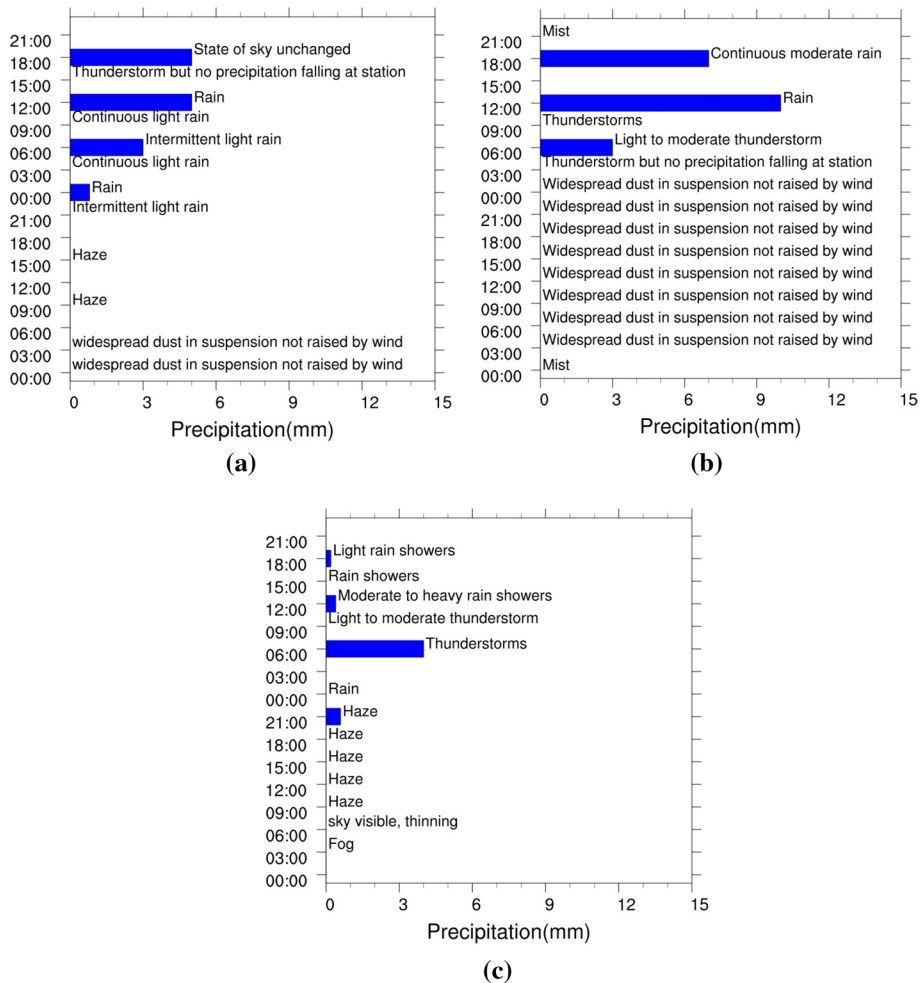 21:00
State of sky unchanged
18:00
Thunderstorm but no precipitation falling at station
15:00
Rain
12:00
Continuous light rain
09:00
Intermittent light rain
06:00
Continuous light rain
03:00
Rain
00:00
Intermittent light rain
21:00
18:00
Haze
15:00
12:00
Haze
09:00
06:00
widespread dust in suspension not raised by wind
03:00
widespread dust in suspension not raised by wind
00:00
0 3 6 9 12 15
Precipitation(mm)
(a)
Mist
21:00
Continuous moderate rain
18:00
15:00
Rain
12:00
Thunderstorms
09:00
Light to moderate thunderstorm
06:00
Thunderstorm but no precipitation falling at station
03:00
Widespread dust in suspension not raised by wind
00:00
Widespread dust in suspension not raised by wind
21:00
Widespread dust in suspension not raised by wind
18:00
Widespread dust in suspension not raised by wind
15:00
Widespread dust in suspension not raised by wind
12:00
Widespread dust in suspension not raised by wind
09:00
Widespread dust in suspension not raised by wind
06:00
Widespread dust in suspension not raised by wind
03:00
Mist
00:00
0 3 6 9 12 15
Precipitation(mm)
(b)
21:00
Light rain showers
18:00
Rain showers
15:00
Moderate to heavy rain showers
12:00
Light to moderate thunderstorm
09:00
Thunderstorms
06:00
03:00
Rain
00:00
Haze
21:00
Haze
18:00
Haze
15:00
Haze
12:00
Haze
09:00
sky visible, thinning
06:00
Fog
03:00
00:00
0 3 6 9 12 15
Precipitation(mm)
(c)